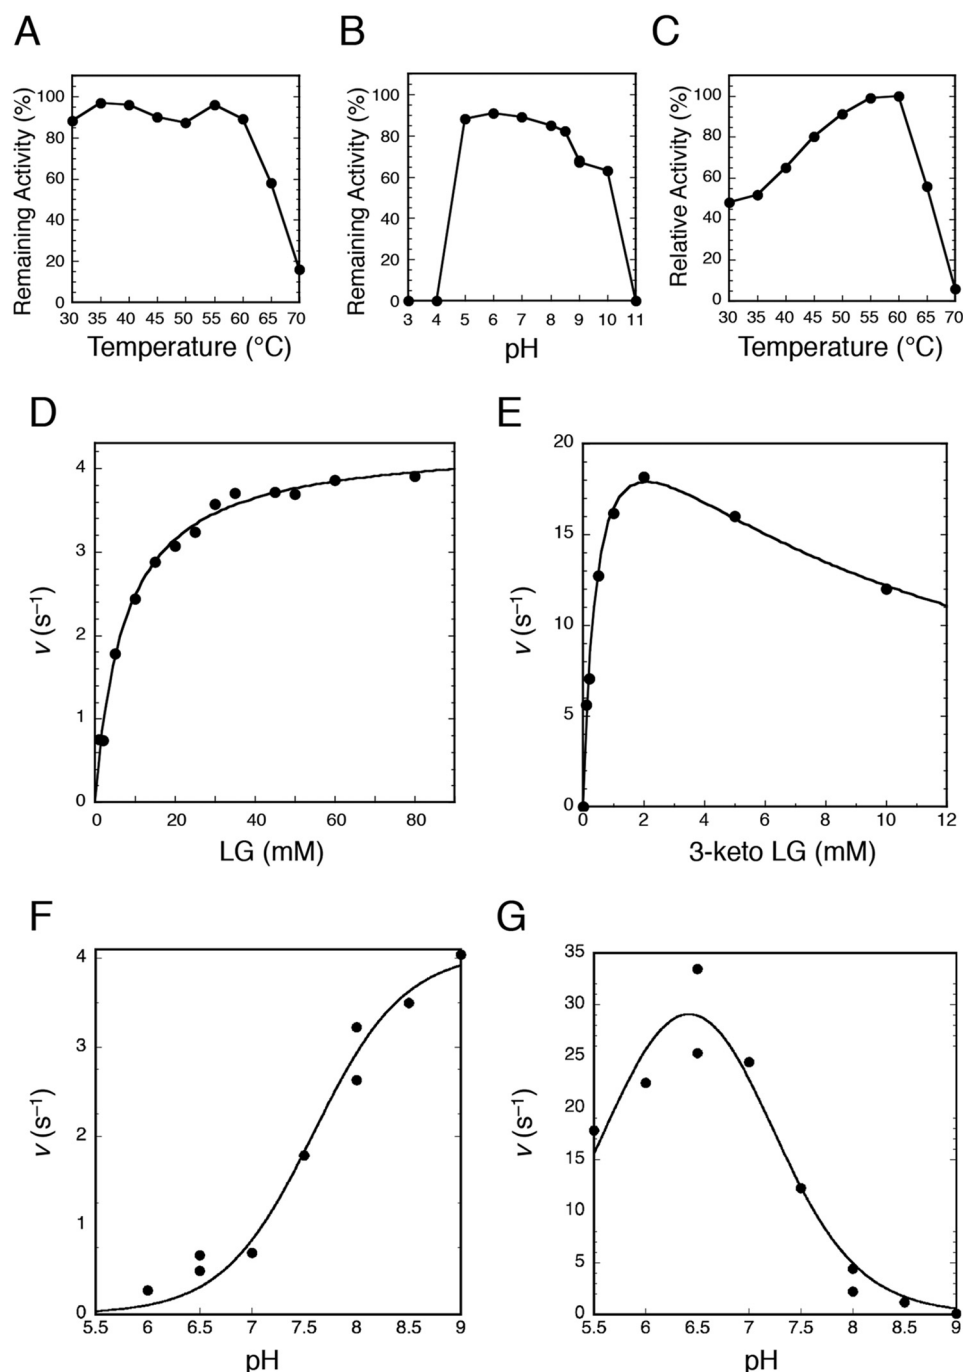 A
B
C
Remaining Activity (%)
100
80
60
40
20
0
30 35 40 45 50 55 60 65 70
Temperature (°C)
Remaining Activity (%)
100
80
60
40
20
0
3 4 5 6 7 8 9 10 11
pH
Relative Activity (%)
100
80
60
40
20
0
30 35 40 45 50 55 60 65 70
Temperature (°C)
D
E
v (s–1)
4
3
2
1
0
0 20 40 60 80
LG (mM)
v (s–1)
20
15
10
5
0
0 2 4 6 8 10 12
3-keto LG (mM)
F
G
v (s–1)
4
3
2
1
0
5.5 6 6.5 7 7.5 8 8.5 9
pH
v (s–1)
35
30
25
20
15
10
5
0
5.5 6 6.5 7 7.5 8 8.5 9
pH